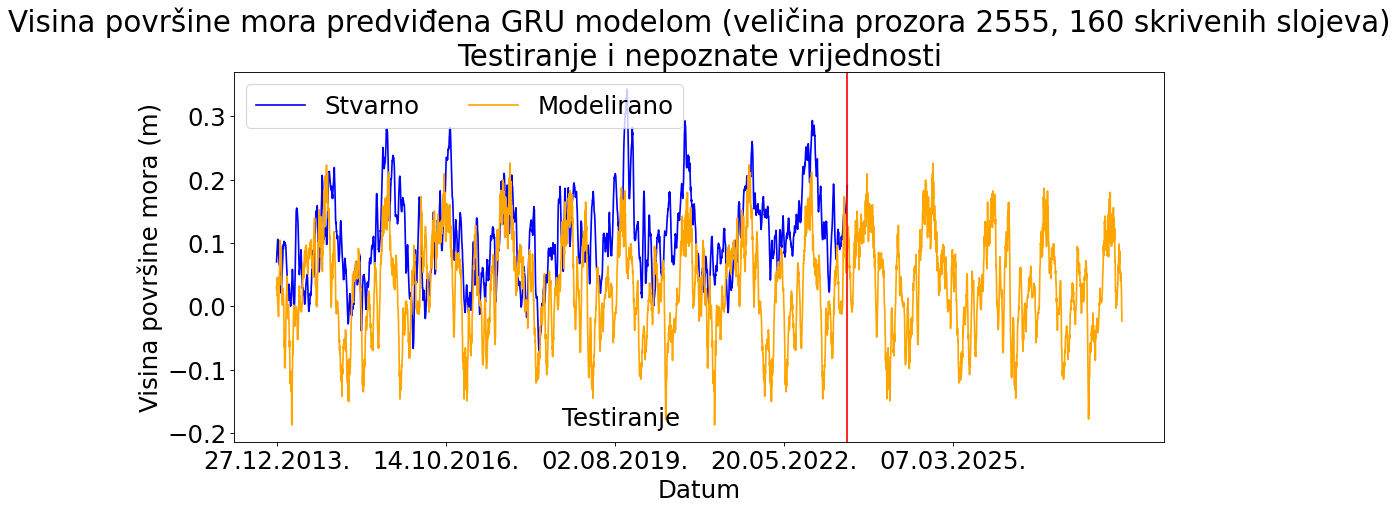 Visina površine mora predviđena GRU modelom (veličina prozora 2555, 160 skrivenih slojeva)
Testiranje i nepoznate vrijednosti
Stvarno Modelirano
Visina površine mora (m)
0.3
0.2
0.1
0.0
−0.1
−0.2
Testiranje
27.12.2013. 14.10.2016. 02.08.2019. 20.05.2022. 07.03.2025.
Datum